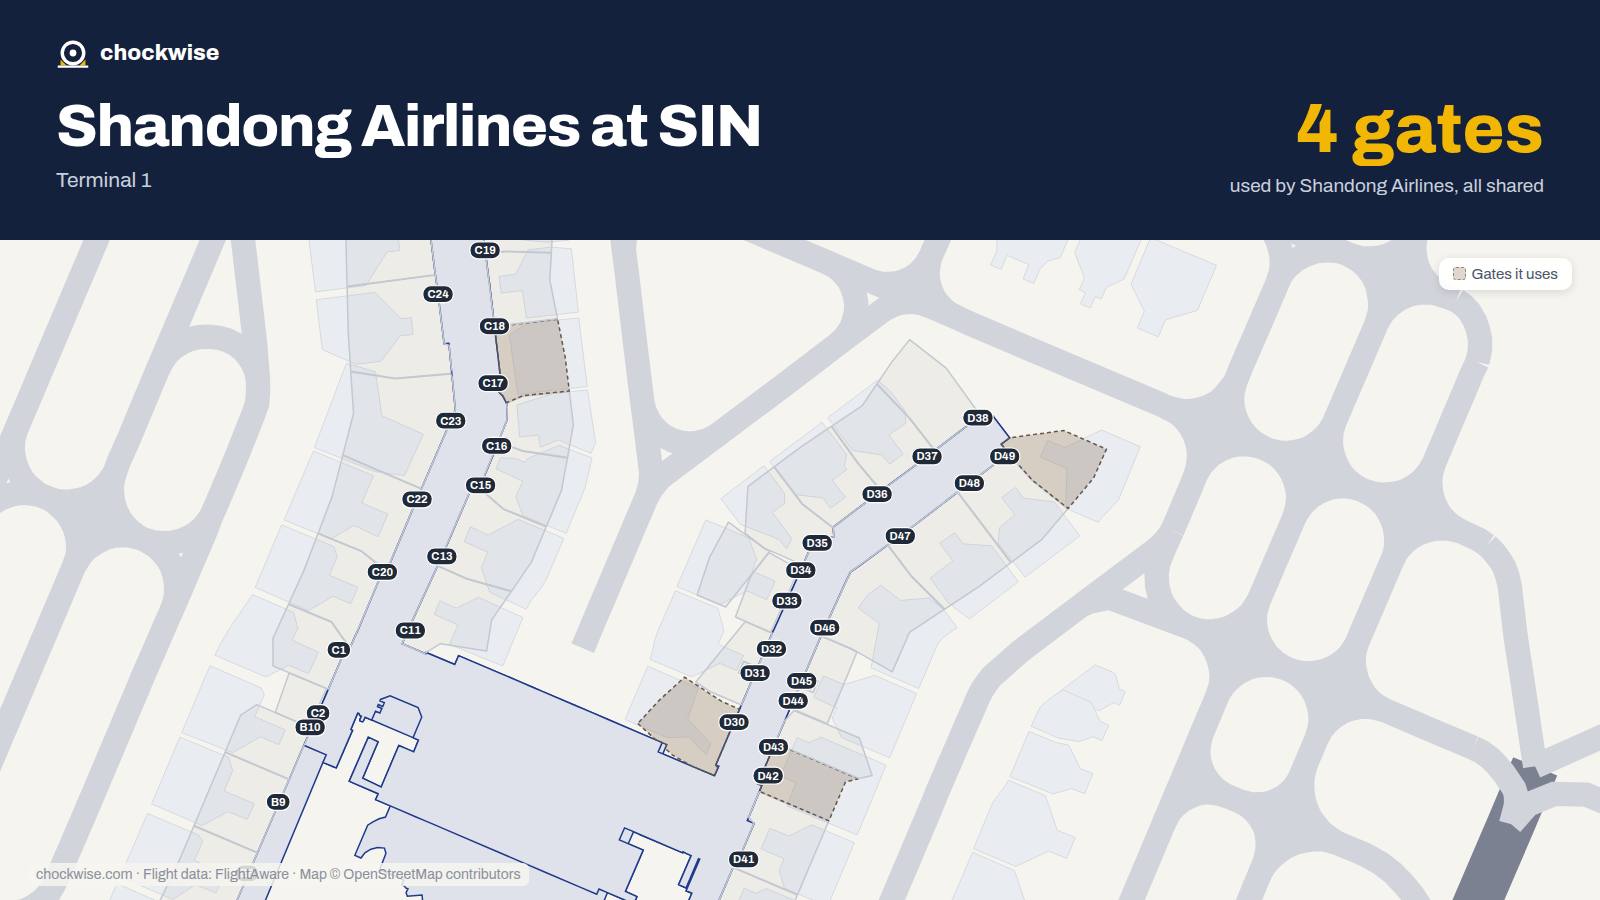 chockwise
Shandong Airlines at SIN
Terminal 1
4 gates
used by Shandong Airlines, all shared
Gates it uses
C19
C24
C18
C17
C23
C16
C15
C22
C13
C20
C11
C1
C2
B10
B9
D38
D49
D37
D48
D36
D47
D35
D34
D33
D46
D32
D31
D45
D44
D30
D43
D42
D41
chockwise.com · Flight data: FlightAware · Map © OpenStreetMap contributors